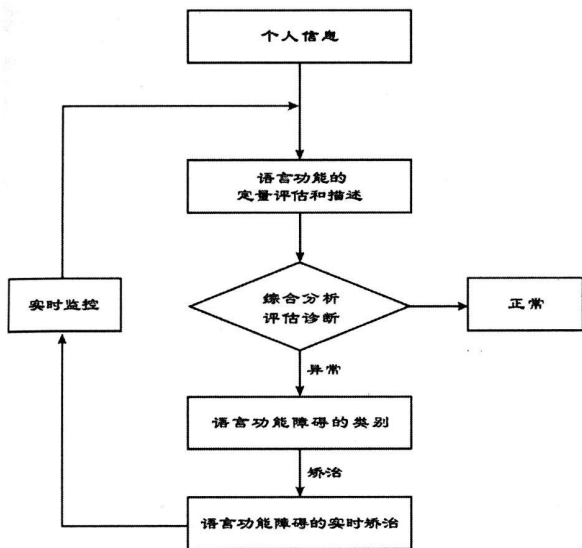 个人信息
语言功能的
定量评估和描述
实时监控
综合分析
评估诊断
正常
异常
语言功能障碍的类别
矫治
语言功能障碍的实时矫治